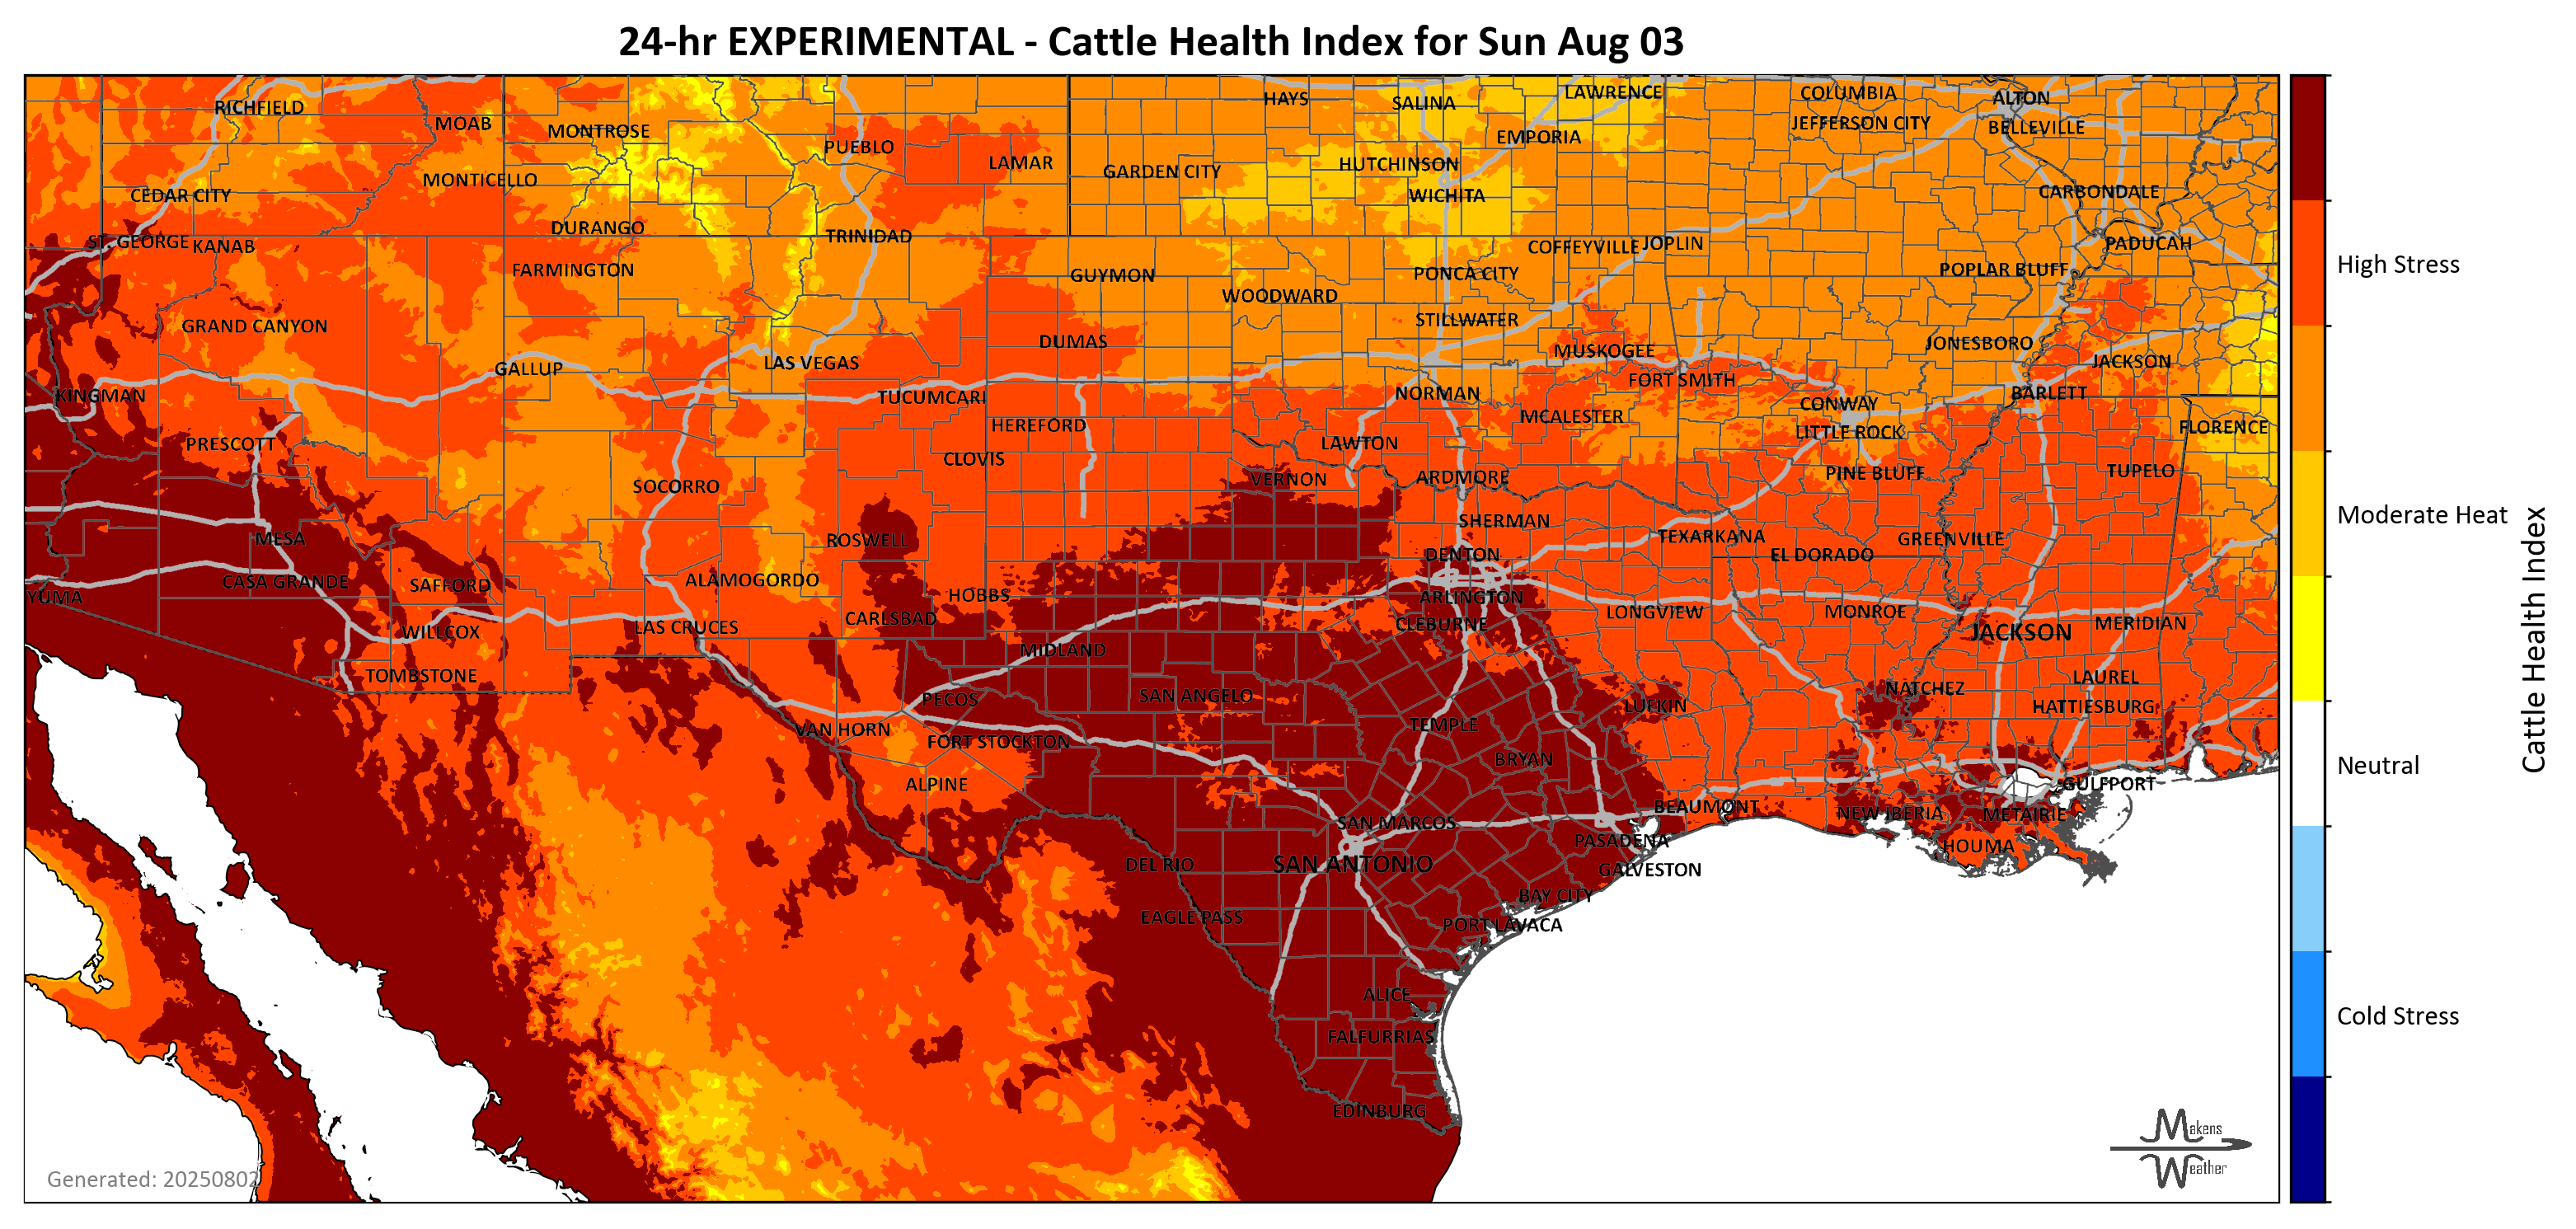 24-hr EXPERIMENTAL - Cattle Health Index for Sun Aug 03
RICHFIELD
MOAB
MONTROSE
PUEBLO
LAMAR
HAYS
SALINA
LAWRENCE
COLUMBIA
ALTON
JEFFERSON CITY
BELLEVILLE
EMPORIA
HUTCHINSON
GARDEN CITY
MONTICELLO
CEDAR CITY
WICHITA
CARBONDALE
DURANGO
TRINIDAD
ST. GEORGE
KANAB
COFFEYVILLE
JOPLIN
PADUCAH
FARMINGTON
GUYMON
PONCA CITY
POPLAR BLUFF
High Stress
WOODWARD
GRAND CANYON
STILLWATER
DUMAS
MUSKOGEE
JONESBORO
JACKSON
GALLUP
LAS VEGAS
FORT SMITH
KINGMAN
TUCUMCARI
NORMAN
CONWAY
BARLETT
PRESCOTT
HEREFORD
LAWTON
MCALESTER
LITTLE ROCK
FLORENCE
CLOVIS
VERNON
ARDMORE
PINE BLUFF
TUPELO
SOCORRO
Moderate Heat
SHERMAN
MESA
ROSWELL
TEXARKANA
GREENVILLE
DENTON
EL DORADO
CASA GRANDE
SAFFORD
ALAMOGORDO
YUMA
HOBBS
ARLINGTON
LONGVIEW
MONROE
CARLSBAD
CLEBURNE
WILLCOX
LAS CRUCES
JACKSON
MERIDIAN
MIDLAND
TOMBSTONE
LAUREL
PECOS
SAN ANGELO
NATCHEZ
LUFKIN
HATTIESBURG
VAN HORN
FORT STOCKTON
TEMPLE
BRYAN
Neutral
ALPINE
GULFPORT
BEAUMONT
NEW IBERIA
METAIRIE
SAN MARCOS
PASADENA
HOUMA
DEL RIO
SAN ANTONIO
GALVESTON
BAY CITY
EAGLE PASS
PORT LAVACA
ALICE
Cold Stress
FALFURRIAS
EDINBURG
Cattle Health Index
Makens
Weather
Generated: 20250802